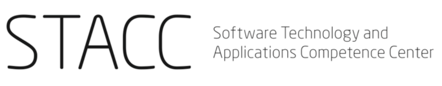 STACC
Software Technology and
Applications Competence Center